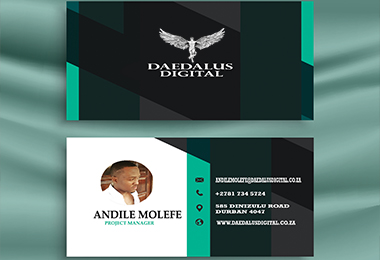 DAEDALUS
DIGITAL
ANDILE MOLEFE
PROJECT MANAGER
ANDILEMOLEFE@DAEDALUSDIGITAL.CO.ZA
+2781 734 5724
585 DINIZULU ROAD
DURBAN 4047
WWW.DAEDALUSDIGITAL.CO.ZA